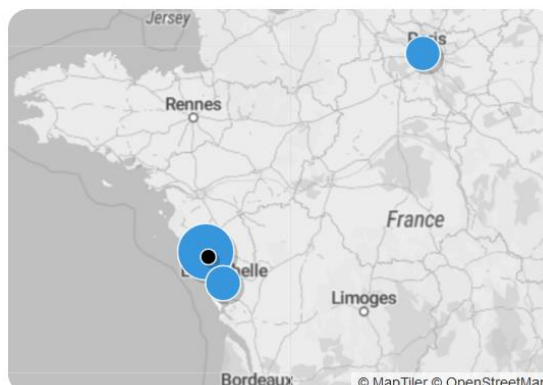 Jersey
Rennes
France
Limoges
Bordeaux
© MapTiler © OpenStreetMap